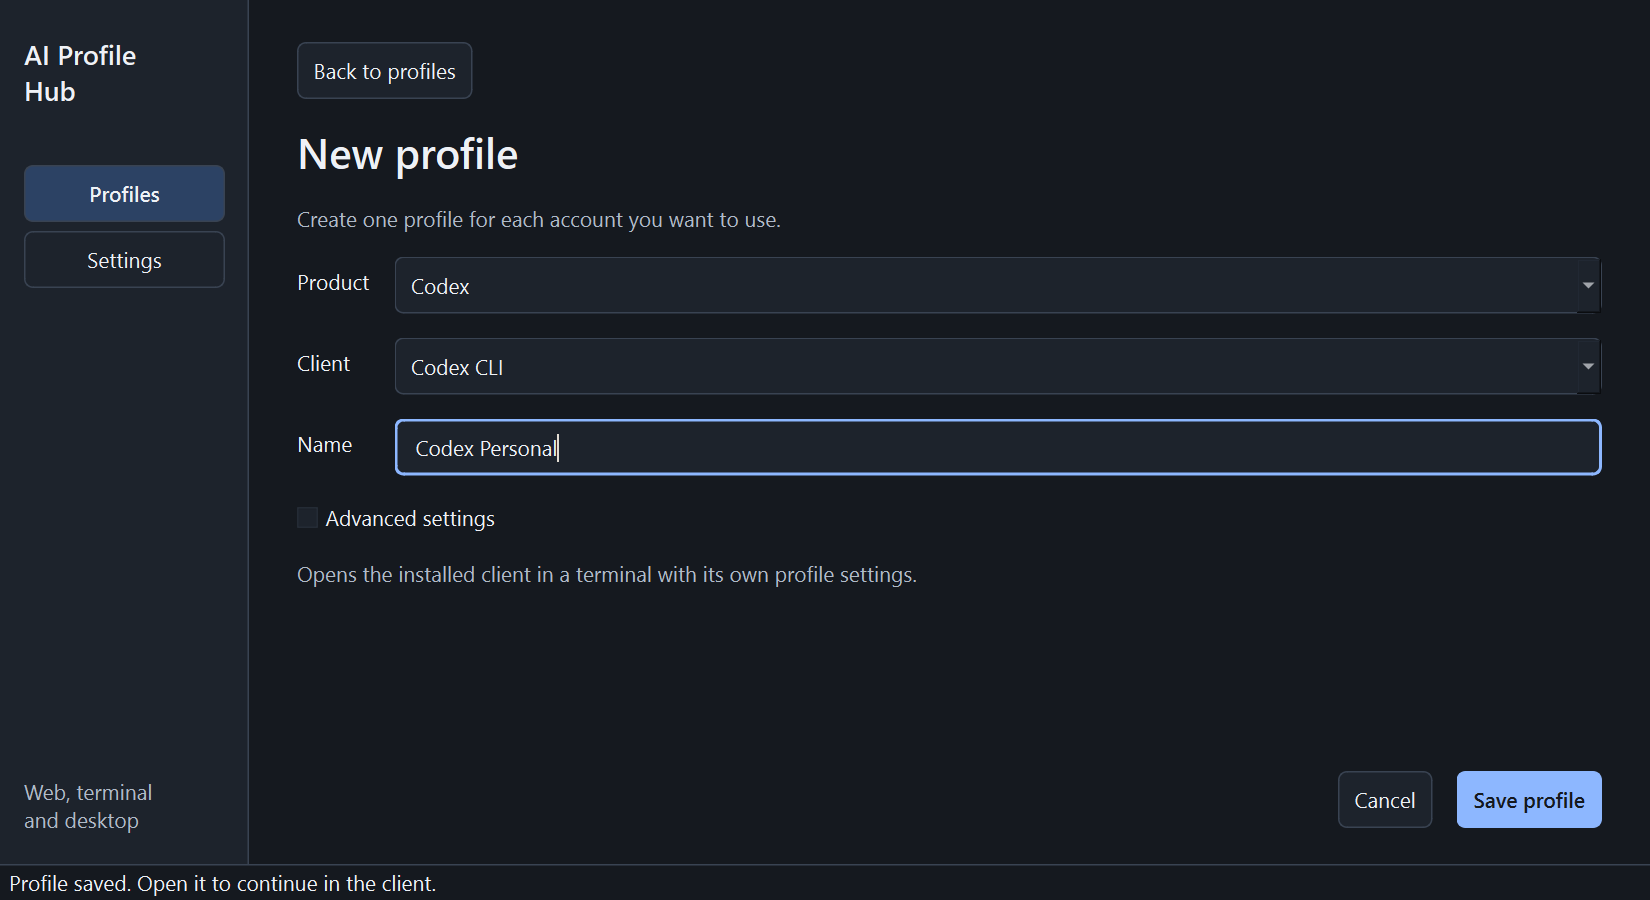 AI Profile
Hub
Profiles
Settings
Web, terminal
and desktop
Back to profiles
New profile
Create one profile for each account you want to use.
Product
Codex
Client
Codex CLI
Name
Codex Personal
Advanced settings
Opens the installed client in a terminal with its own profile settings.
Cancel
Save profile
Profile saved. Open it to continue in the client.